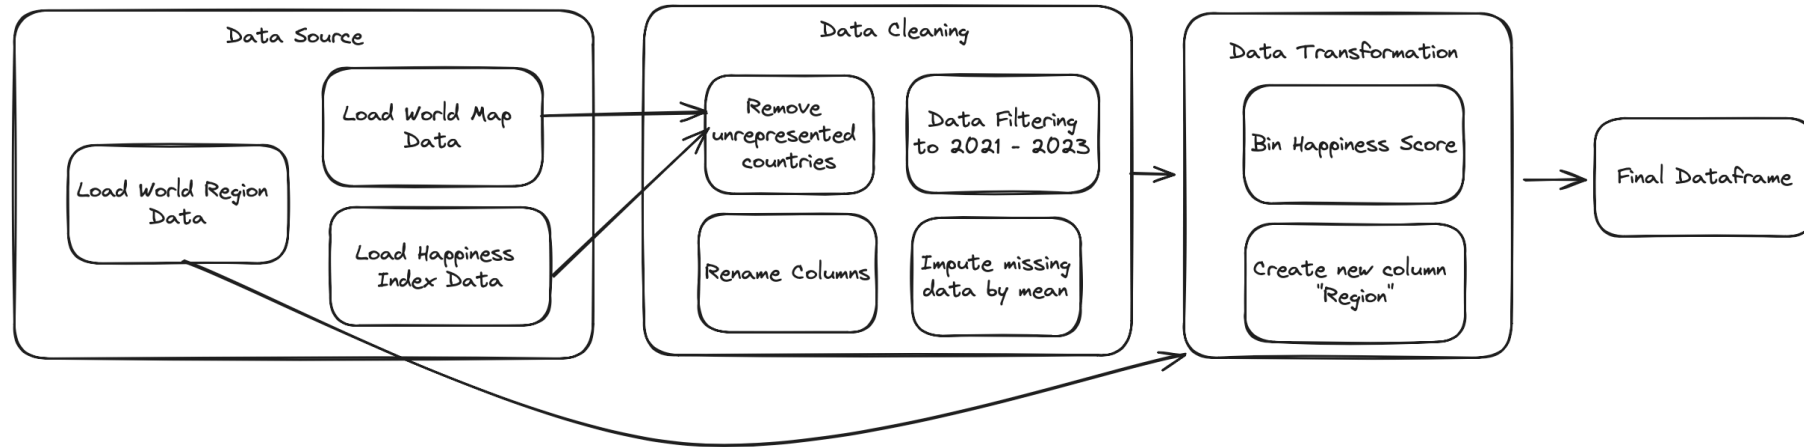 Data Source
Load World Map
Data
Load World Region
Data
Load Happiness
Index Data
Data Cleaning
Remove
unrepresented
countries
Data Filtering
to 2021 - 2023
Rename Columns
Impute missing
data by mean
Data Transformation
Bin Happiness Score
Create new column
"Region"
Final Dataframe